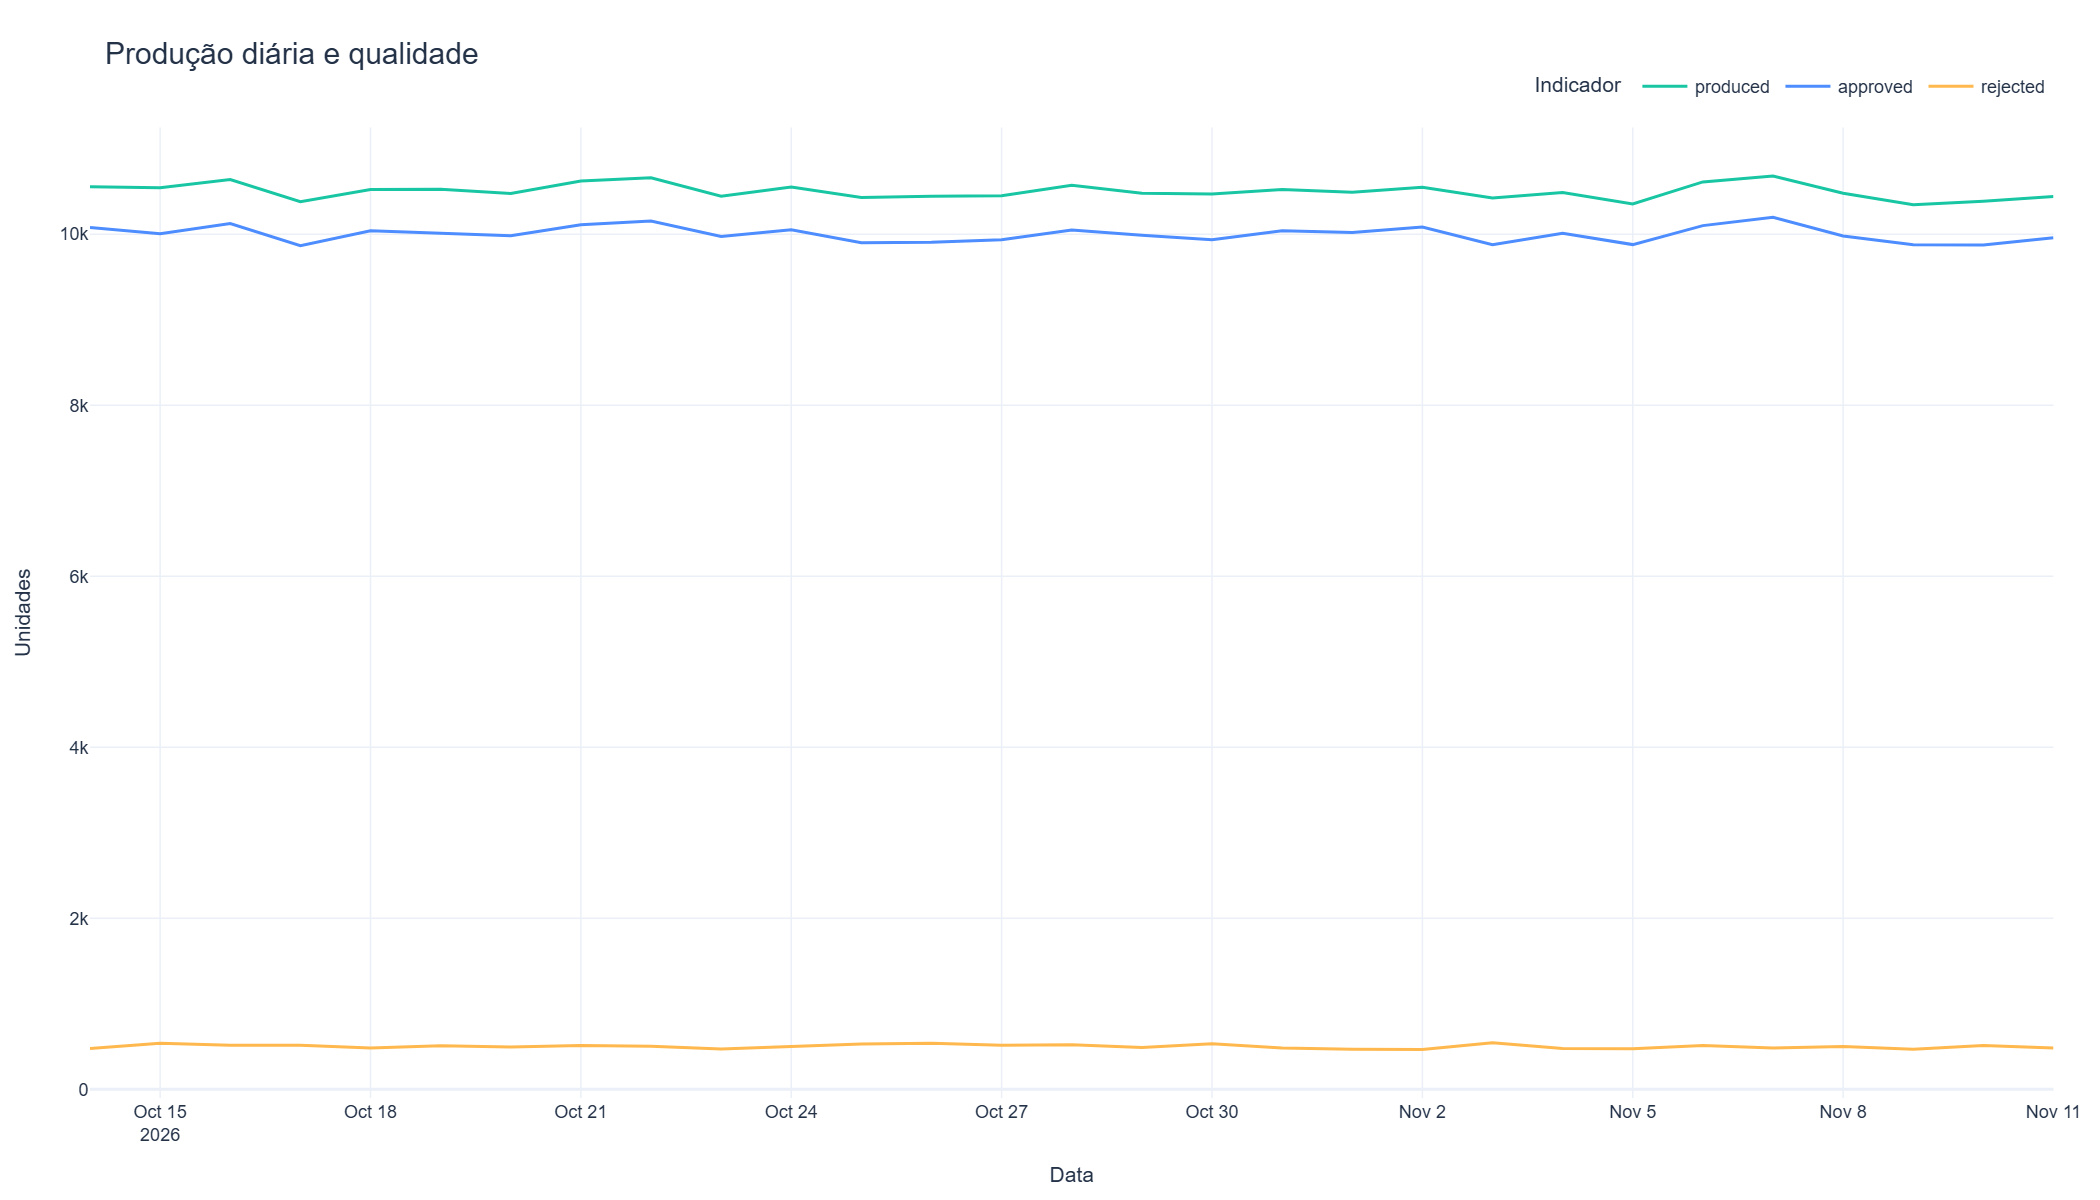 Produção diária e qualidade
Indicador produced approved rejected
10k
8k
6k
4k
2k
0
Unidades
Oct 15 Oct 18 Oct 21 Oct 24 Oct 27 Oct 30 Nov 2 Nov 5 Nov 8 Nov 11
2026
Data